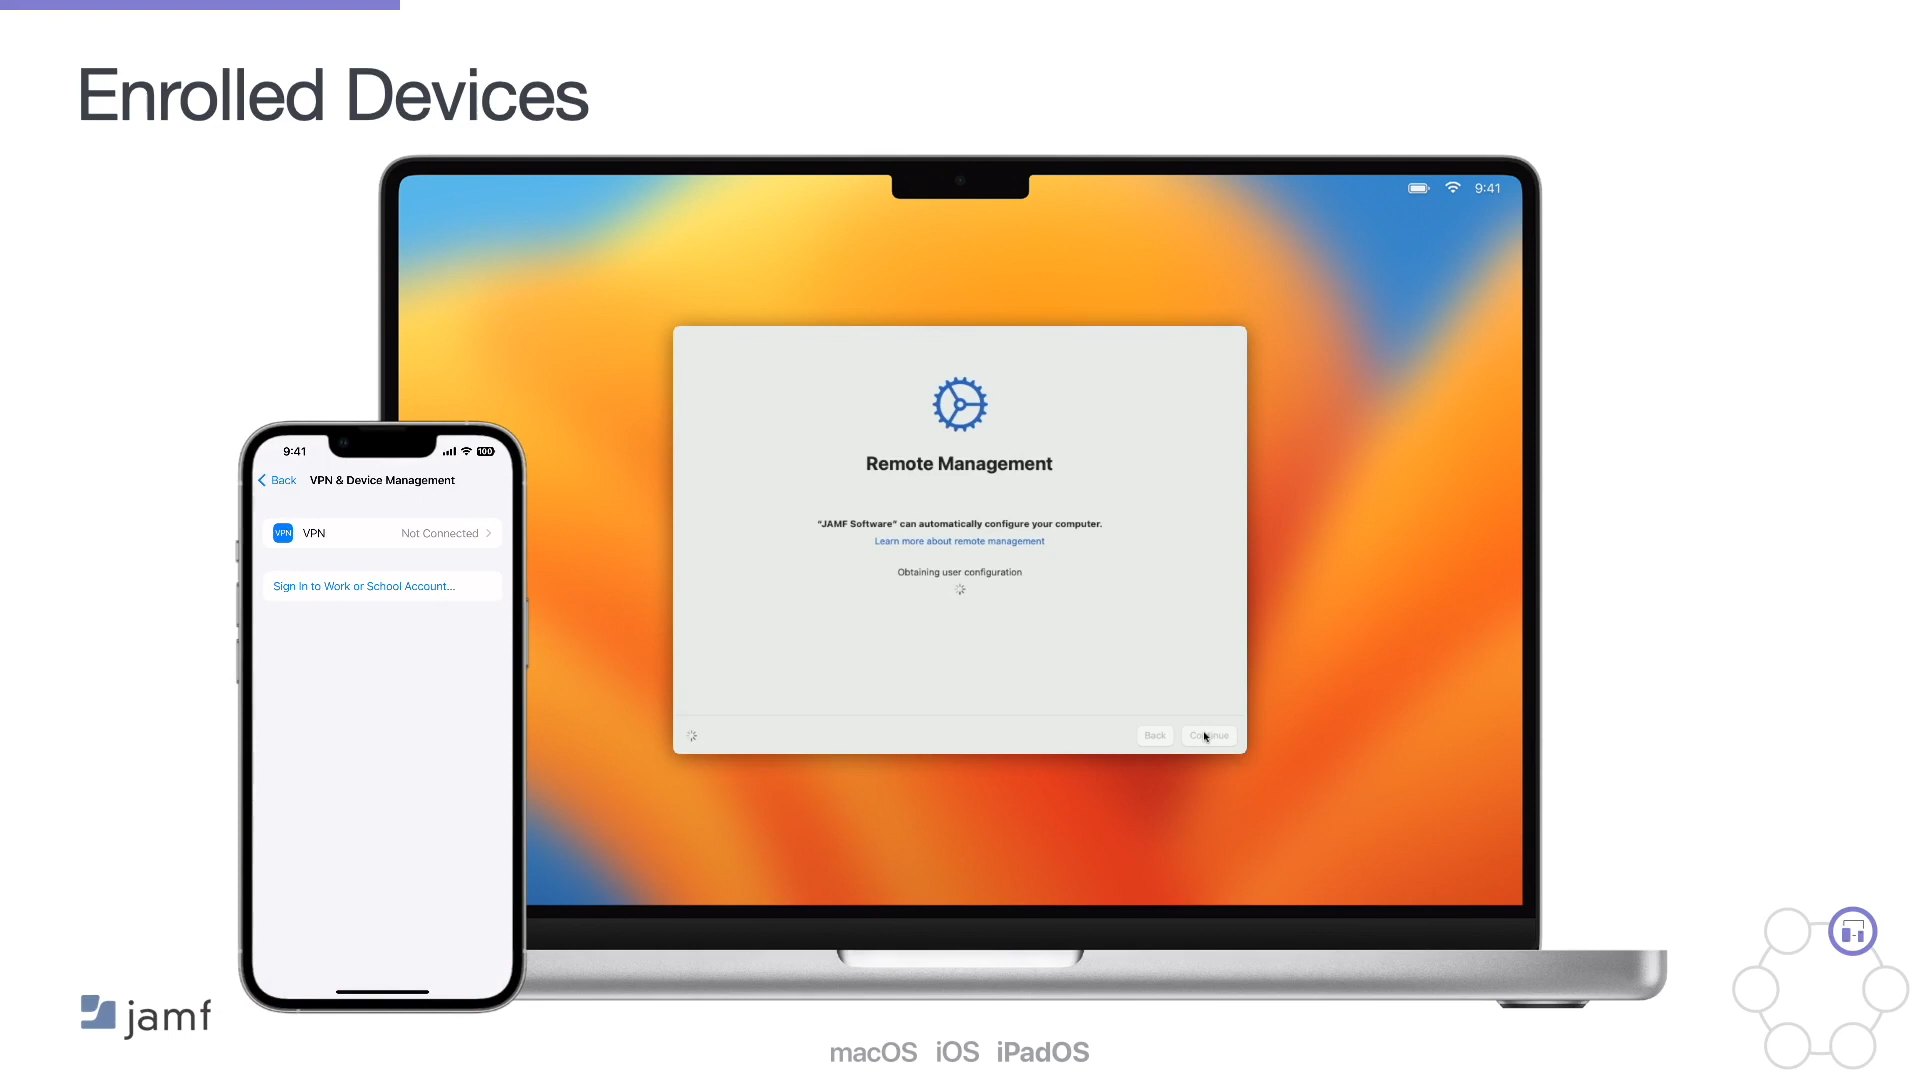 Enrolled Devices
9:41
Remote Management
"JAMF Software" can automatically configure your computer.
Learn more about remote management
Obtaining user configuration
Back
Continue
9:41
100
Back
VPN & Device Management
VPN
VPN
Not Connected
Sign In to Work or School Account...
jamf
macOS iOS iPadOS